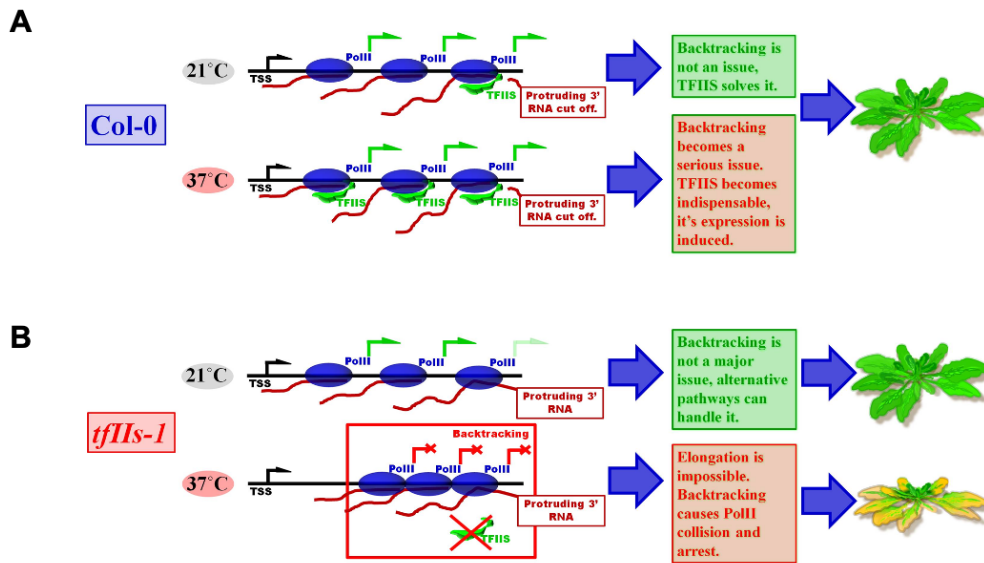 A
21°C
TSS
PolII
PolII
PolII
TFIIS
Protruding 3'
RNA cut off.
Backtracking is
not an issue,
TFIIS solves it.
Col-0
37°C
TSS
PolII
PolII
PolII
TFIIS
TFIIS
TFIIS
Protruding 3'
RNA cut off.
Backtracking
becomes a
serious issue.
TFIIS becomes
indispensable,
it's expression is
induced.
B
21°C
TSS
PolII
PolII
PolII
Protruding 3'
RNA
Backtracking is
not a major
issue, alternative
pathways can
handle it.
tfIIs-1
37°C
TSS
Backtracking
PolII
PolII
PolII
Protruding 3'
RNA
TFIIS
Elongation is
impossible.
Backtracking
causes PolII
collision and
arrest.